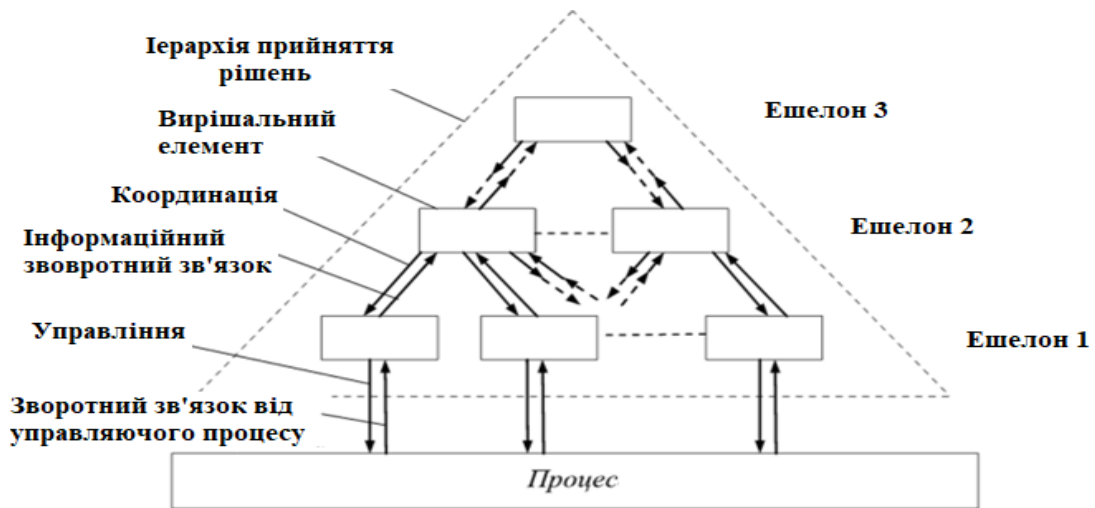 Ієрархія прийняття
рішень
Ешелон 3
Вирішальний
елемент
Координація
Інформаційний
звовротний зв'язок
Ешелон 2
Управління
Ешелон 1
Зворотний зв'язок від
управляючого процесу
Процес